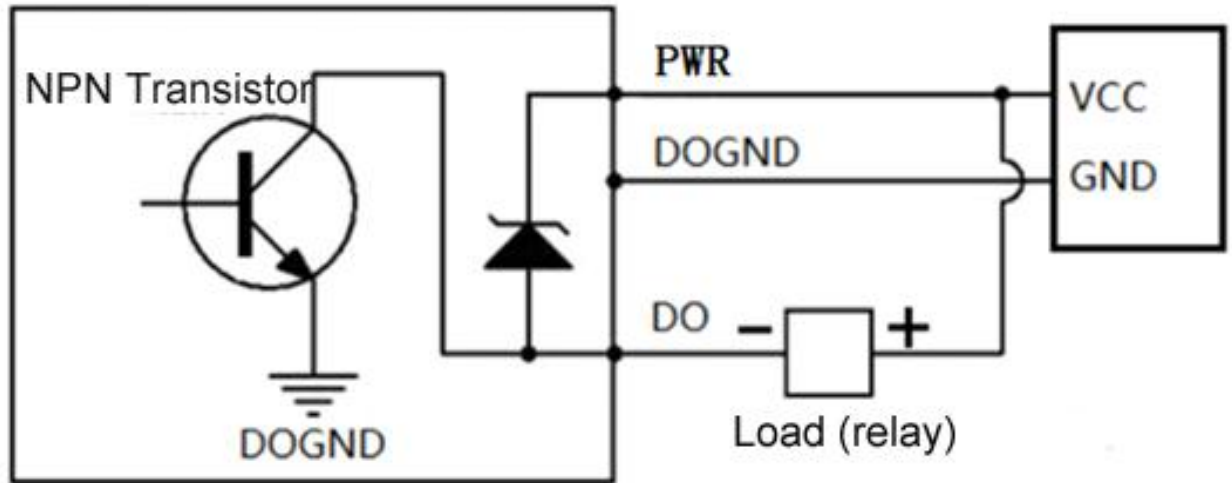 NPN Transistor
PWR
VCC
DOGND
GND
DO
- +
Load (relay)
DOGND